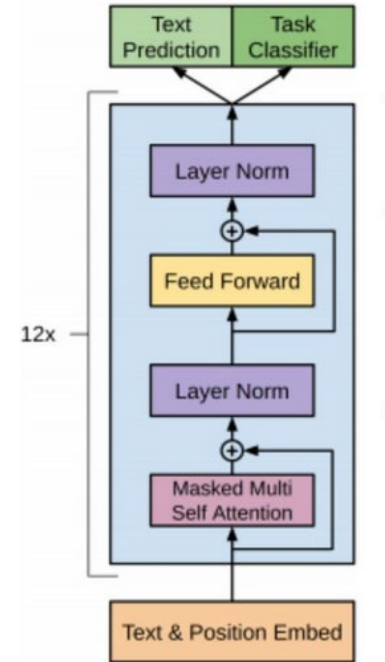 Text
Prediction
Task
Classifier
Layer Norm
+
Feed Forward
12x
Layer Norm
+
Masked Multi
Self Attention
Text & Position Embed